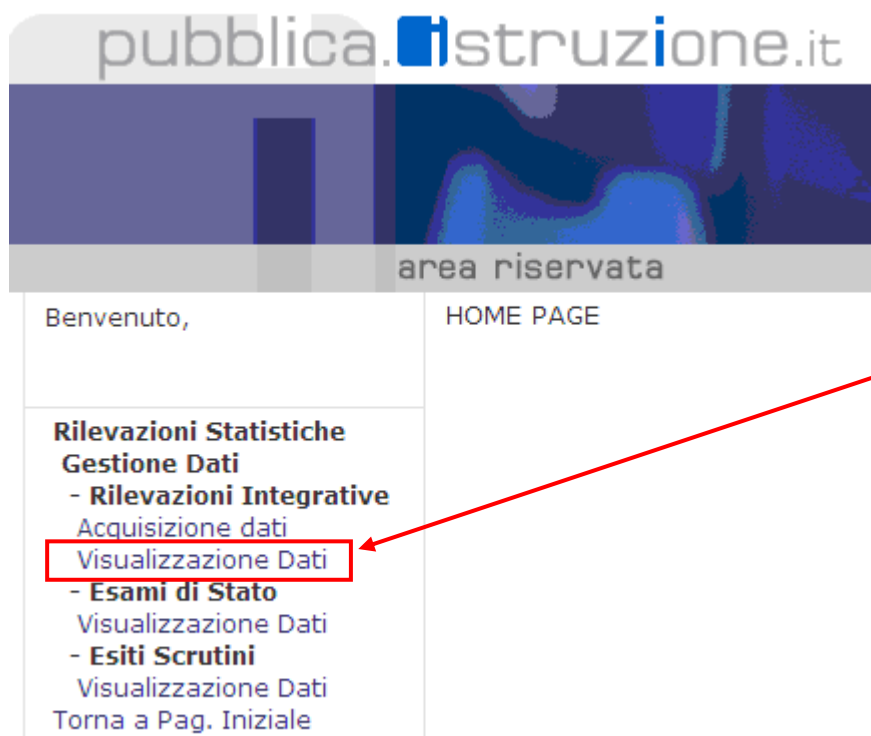 pubblica.istruzione.it
area riservata
Benvenuto,
HOME PAGE
Rilevazioni Statistiche
Gestione Dati
- Rilevazioni Integrative
Acquisizione dati
Visualizzazione Dati
- Esami di Stato
Visualizzazione Dati
- Esiti Scrutini
Visualizzazione Dati
Torna a Pag. Iniziale